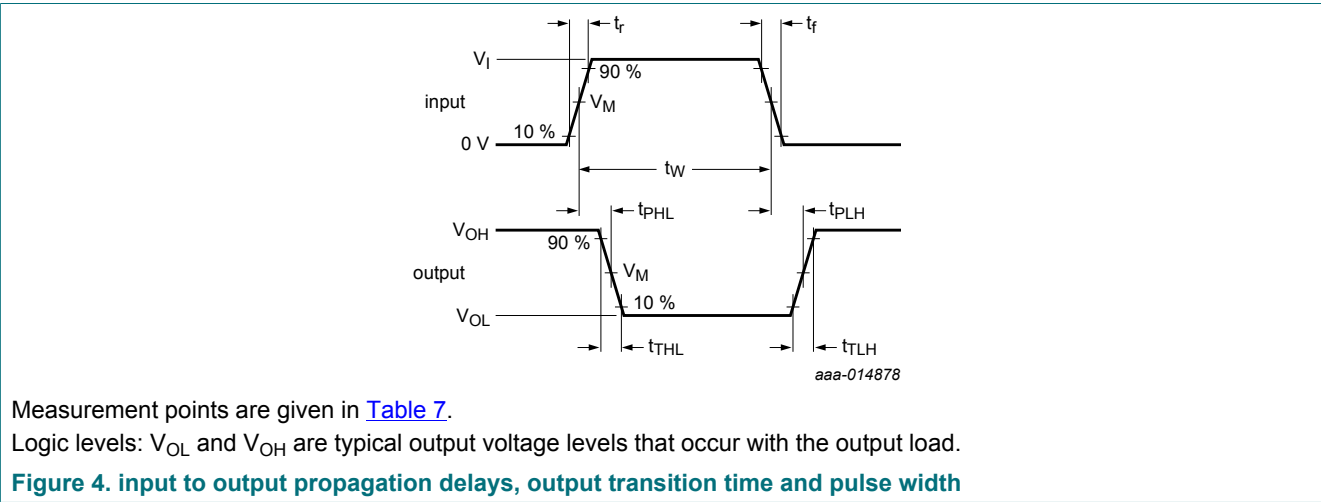 tr
tf
VI
90 %
input
VM
10 %
0 V
tW
tPHL
tPLH
VOH
90 %
output
VM
10 %
VOL
tTHL
tTLH
aaa-014878
Measurement points are given in Table 7.
Logic levels: VOL and VOH are typical output voltage levels that occur with the output load.
Figure 4. input to output propagation delays, output transition time and pulse width